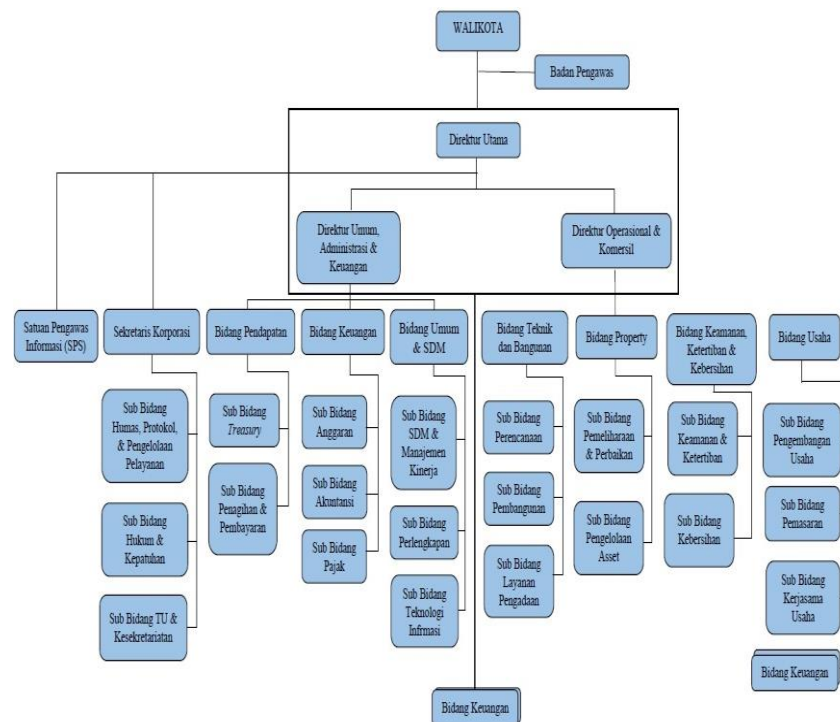 WALIKOTA
Badan Pengawas
Direktur Utama
Direktur Umum,
Administrasi &
Keuangan
Direktur Operasional &
Komersil
Satuan Pengawas
Informasi (SPS)
Sekretaris Korporasi
Bidang Pendapatan
Bidang Keuangan
Bidang Umum
& SDM
Bidang Teknik
dan Bangunan
Bidang Property
Bidang Keamanan,
Ketertiban &
Kebersihan
Bidang Usaha
Sub Bidang
Humas, Protokol,
& Pengelolaan
Pelayanan
Sub Bidang
Hukum &
Kepatuhan
Sub Bidang TU &
Kesekretariatan
Sub Bidang
Treasury
Sub Bidang
Penagihan &
Pembayaran
Sub Bidang
Anggaran
Sub Bidang
Akuntansi
Sub Bidang
Pajak
Sub Bidang
SDM &
Manajemen
Kinerja
Sub Bidang
Perlengkapan
Sub Bidang
Teknologi
Infrmasi
Sub Bidang
Perencanaan
Sub Bidang
Pembangunan
Sub Bidang
Layanan
Pengadaan
Sub Bidang
Pemeliharaan
& Perbaikan
Sub Bidang
Pengelolaan
Asset
Sub Bidang
Keamanan &
Ketertiban
Sub Bidang
Kebersihan
Sub Bidang
Pengembangan
Usaha
Sub Bidang
Pemasaran
Sub Bidang
Kerjasama
Usaha
Bidang Keuangan
Bidang Keuangan